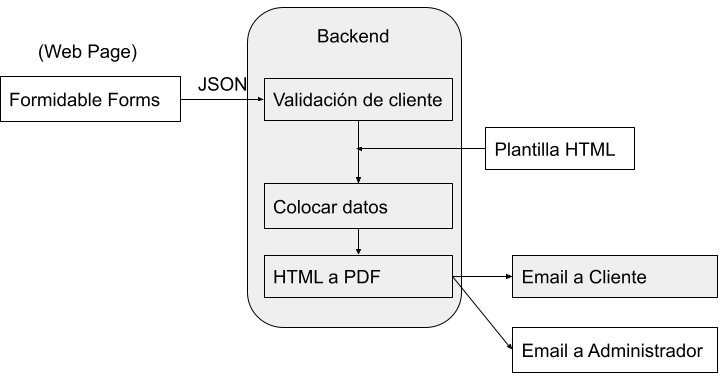 Backend
(Web Page)
JSON
Formidable Forms
Validación de cliente
Plantilla HTML
Colocar datos
HTML a PDF
Email a Cliente
Email a Administrador